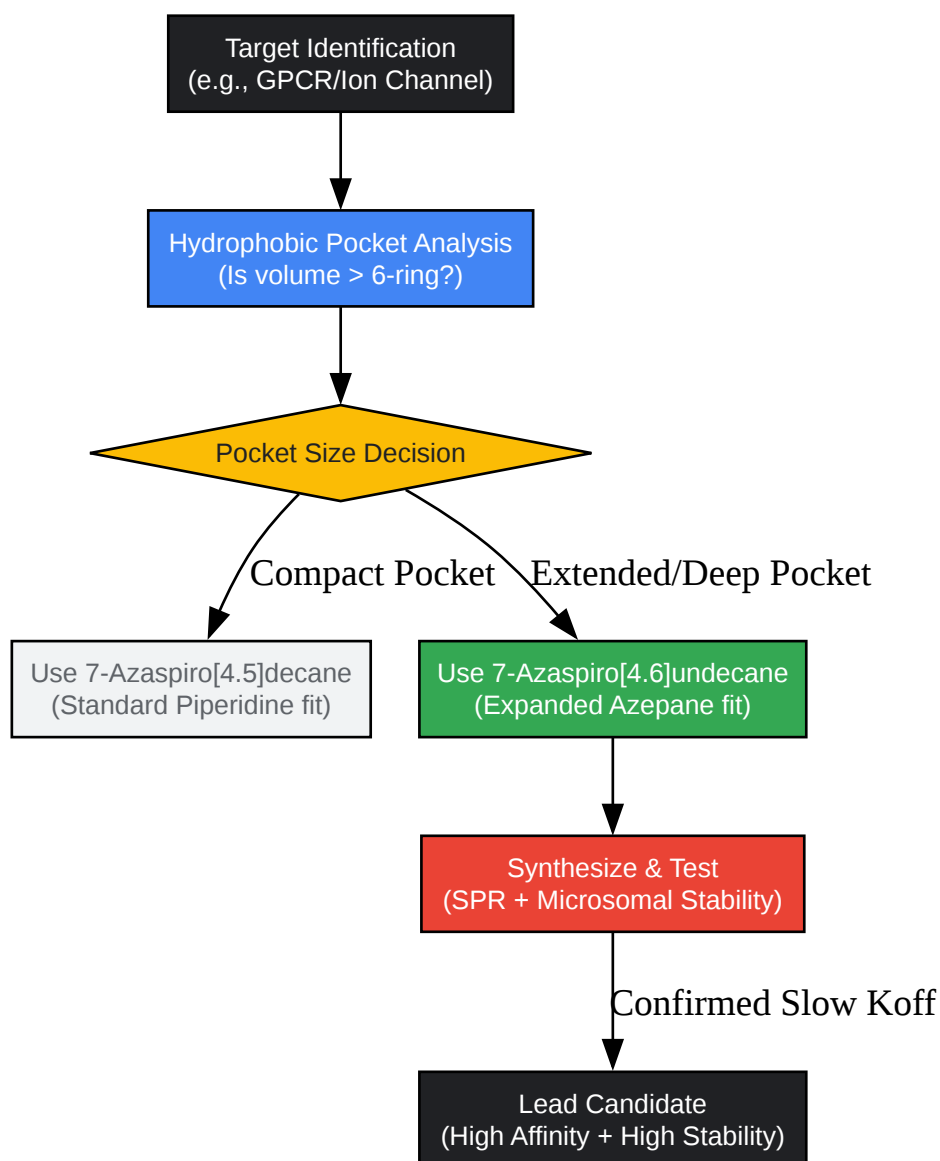 Target Identification
(e.g., GPCR/Ion Channel)
Hydrophobic Pocket Analysis
(Is volume > 6-ring?)
Pocket Size Decision
Compact Pocket
Extended/Deep Pocket
Use 7-Azaspiro[4.5]decane
(Standard Piperidine fit)
Use 7-Azaspiro[4.6]undecane
(Expanded Azepane fit)
Synthesize & Test
(SPR + Microsomal Stability)
Confirmed Slow Koff
Lead Candidate
(High Affinity + High Stability)